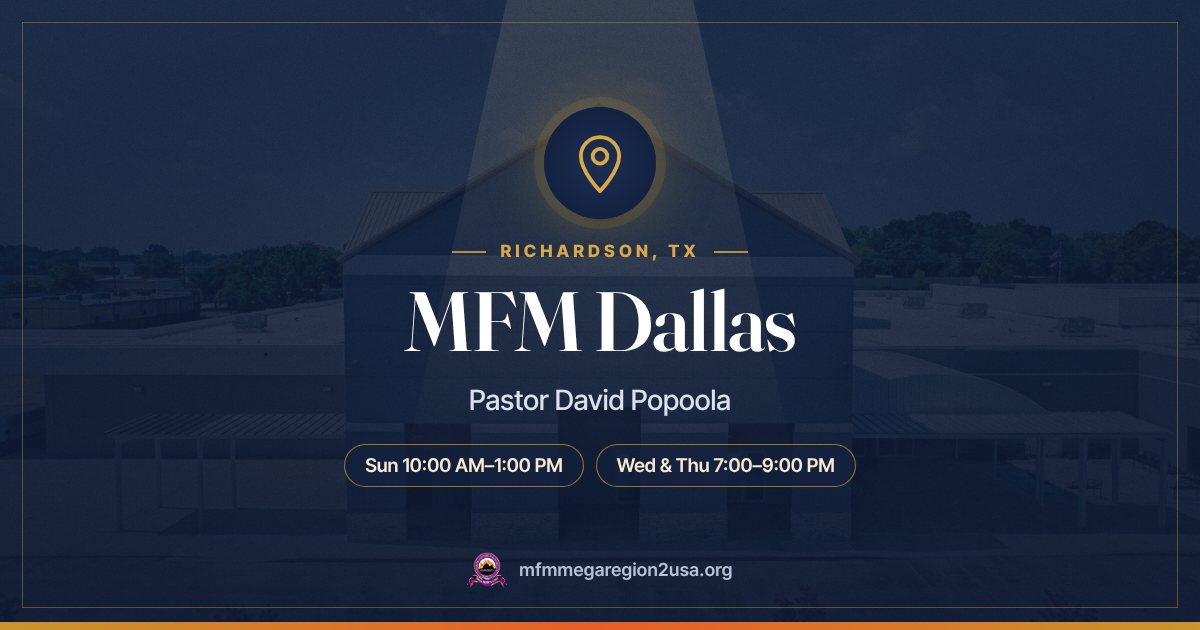 RICHARDSON, TX
MFM Dallas
Pastor David Popoola
Sun 10:00 AM–1:00 PM
Wed & Thu 7:00–9:00 PM
mfmmegaregion2usa.org